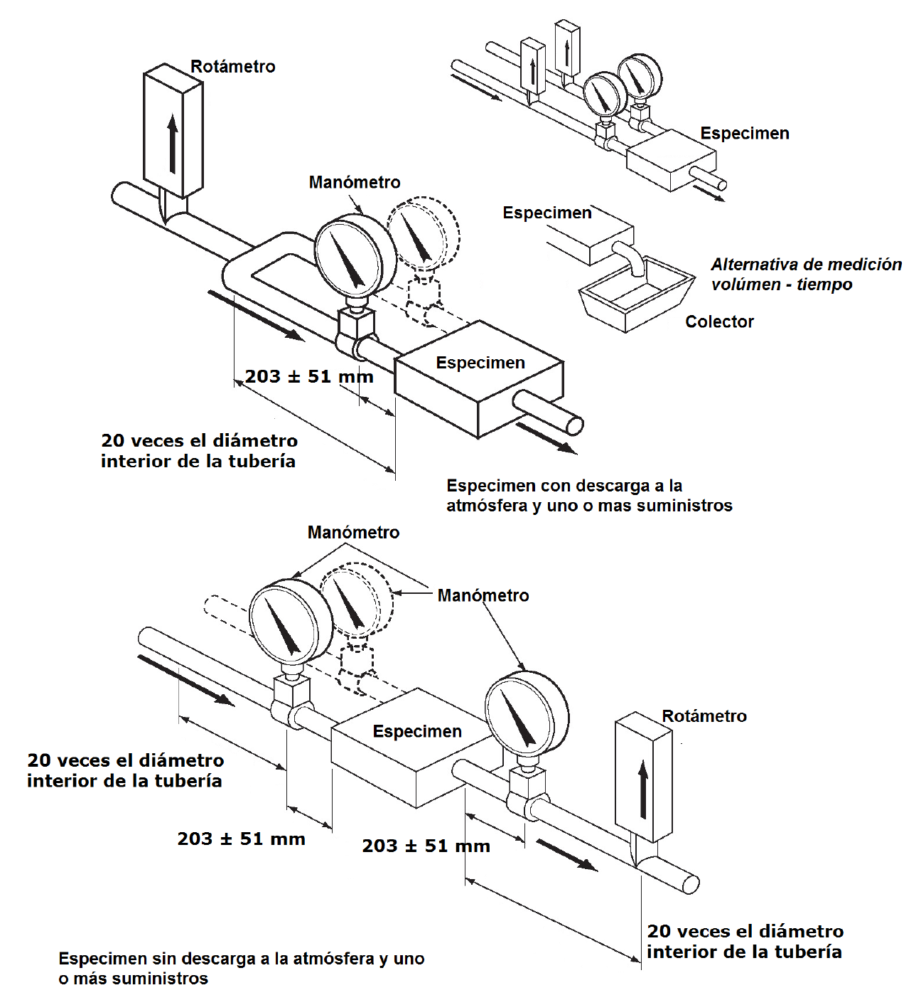 Rotámetro
Especimen
Manómetro
Especimen
Alternativa de medición
volúmen - tiempo
Colector
Especimen
203 ± 51 mm
20 veces el diámetro
interior de la tubería
Especimen con descarga a la
atmósfera y uno o mas suministros
Manómetro
Manómetro
Rotámetro
Especimen
20 veces el diámetro
interior de la tubería
203 ± 51 mm
203 ± 51 mm
20 veces el diámetro
interior de la tubería
Especimen sin descarga a la atmósfera y uno
o más suministros